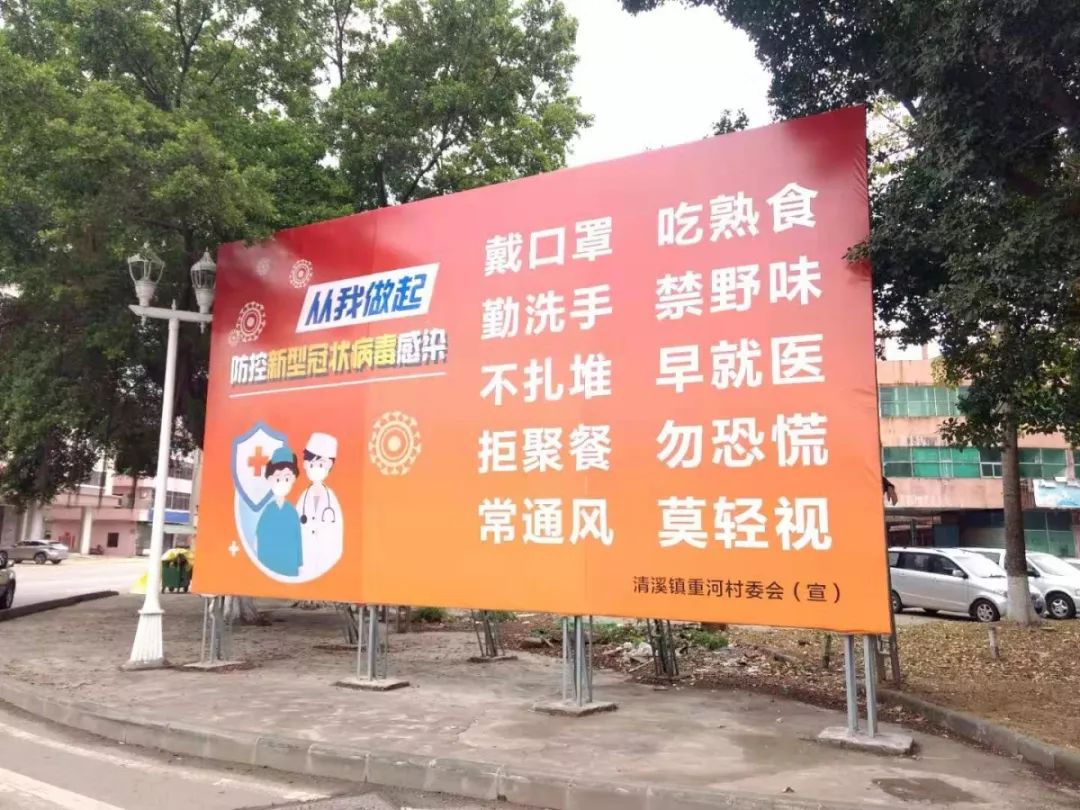 从我做起
防控新型冠状病毒感染
戴口罩 吃熟食
勤洗手 禁野味
不扎堆 早就医
拒聚餐 勿恐慌
常通风 莫轻视
清溪镇重河村委会（宣）